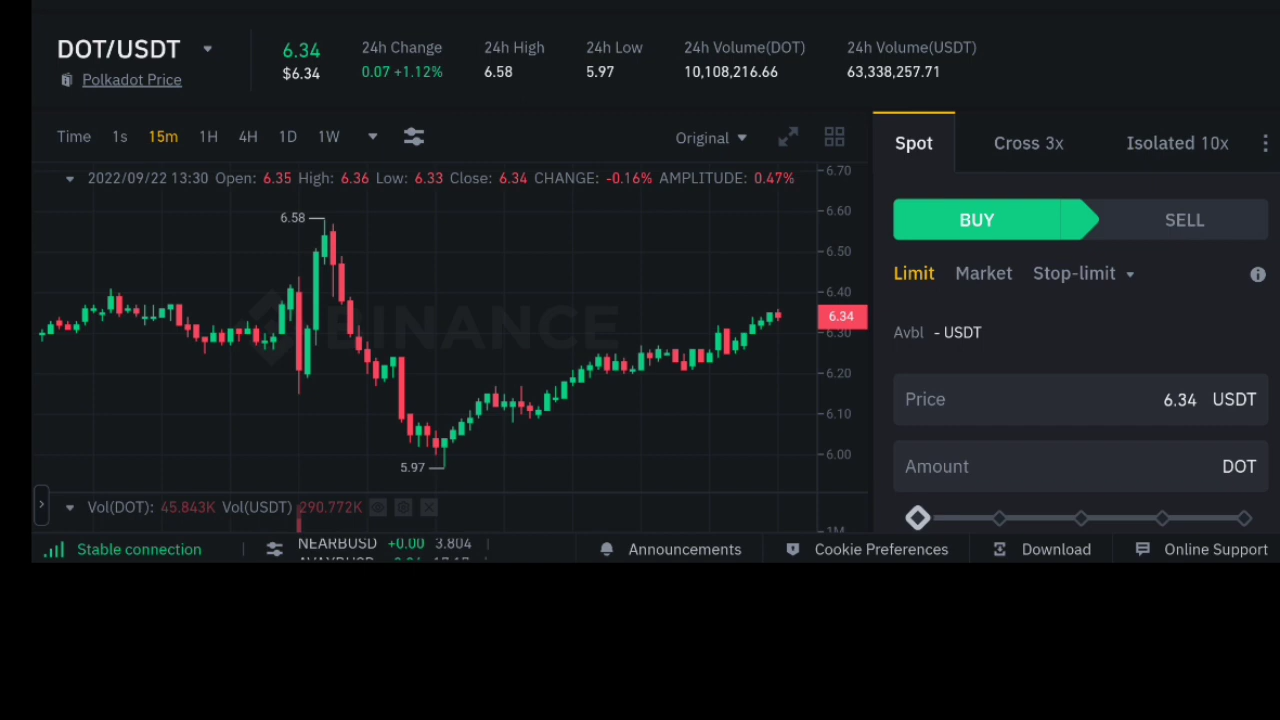 DOT/USDT
Polkadot Price
6.34
$6.34
24h Change
0.07 +1.12%
24h High
6.58
24h Low
5.97
24h Volume(DOT)
10,108,216.66
24h Volume(USDT)
63,338,257.71
Time 1s 15m 1H 4H 1D 1W
Original
2022/09/22 13:30 Open: 6.35 High: 6.36 Low: 6.33 Close: 6.34 CHANGE: -0.16% AMPLITUDE: 0.47%
6.70
6.60
6.50
6.40
6.34
6.30
6.20
6.10
6.00
6.58
BINANCE
5.97
Vol(DOT): 45.843K Vol(USDT) 290.772K
1M
Spot Cross 3x Isolated 10x
BUY SELL
Limit Market Stop-limit
Avbl - USDT
Price 6.34 USDT
Amount DOT
Stable connection
NEARBUSD +0.00 3.804
Announcements Cookie Preferences Download Online Support